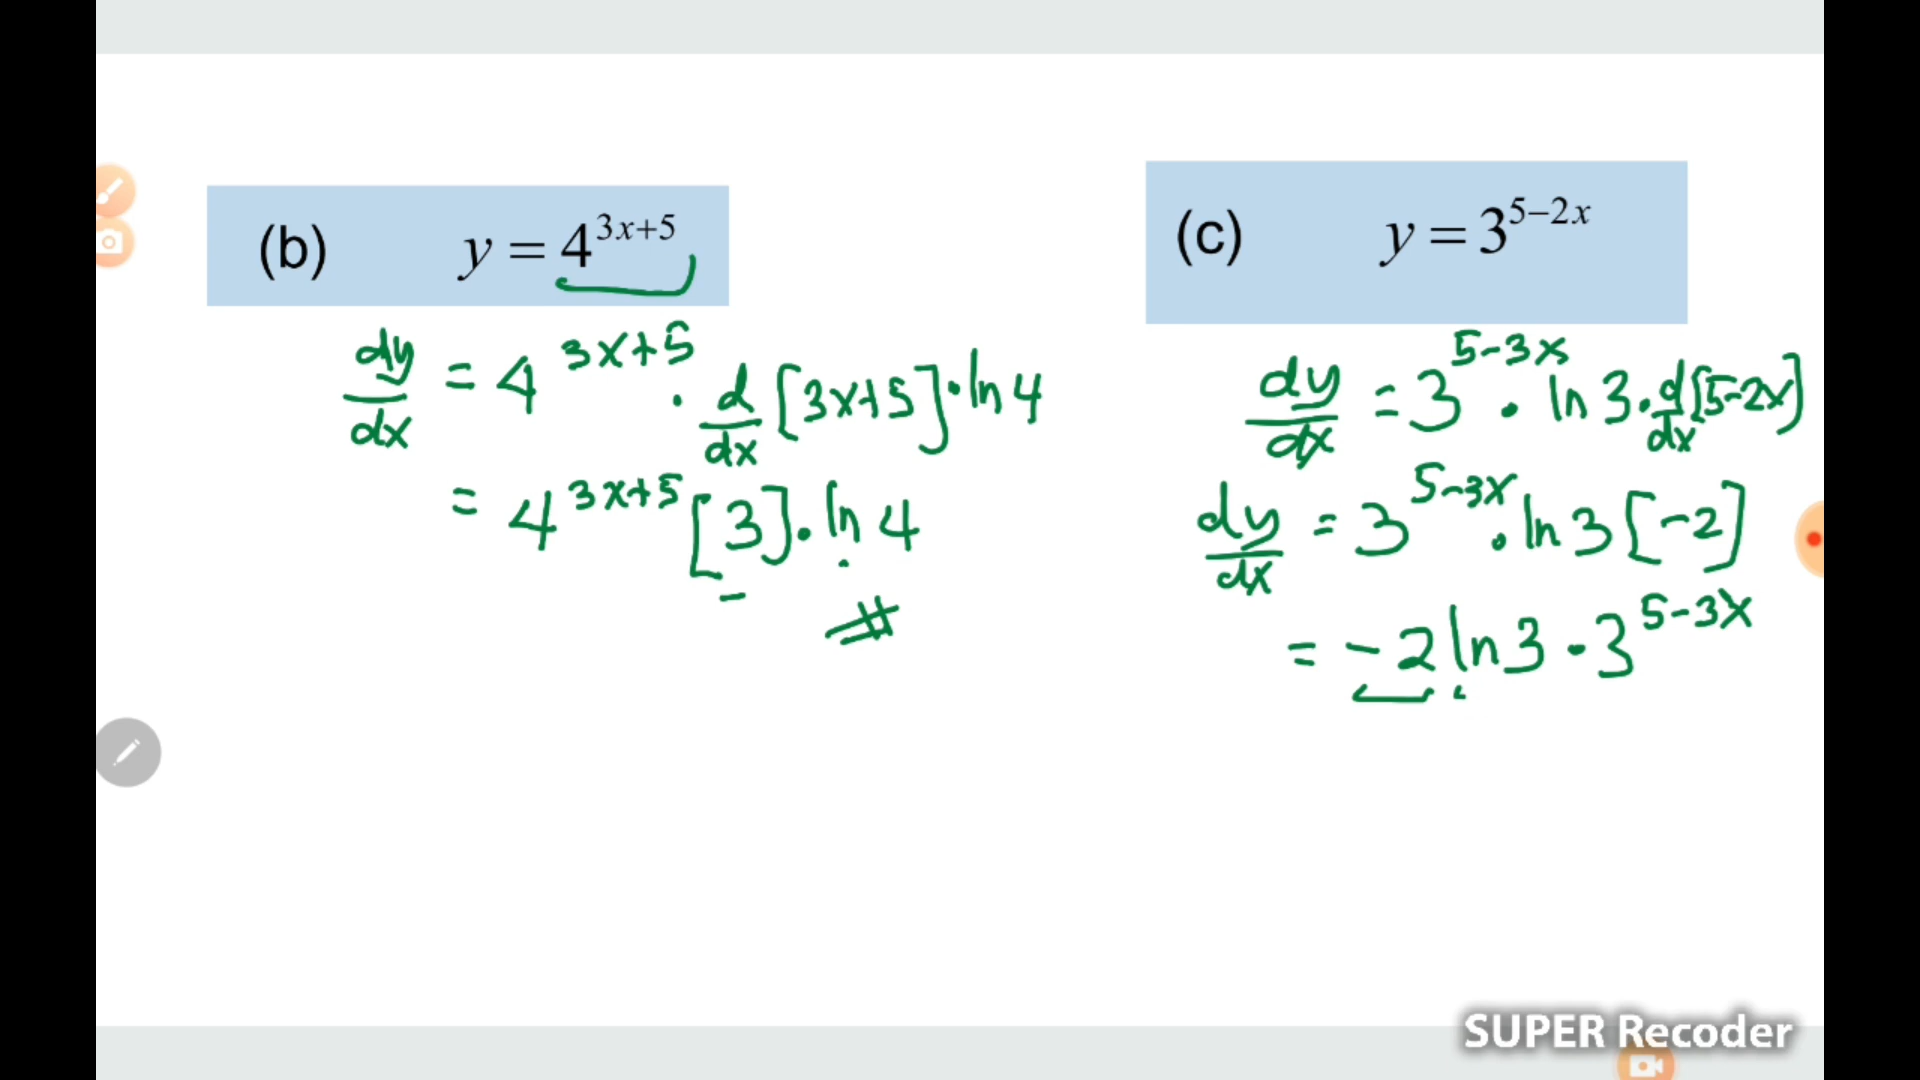 (b) y = 4^{3x+5}
dy/dx = 4^{3x+5} · d/dx [3x+5] · ln 4
= 4^{3x+5} [3] · ln 4
(c) y = 3^{5−2x}
dy/dx = 3^{5-3x} · ln 3 · d/dx [5-2x]
dy/dx = 3^{5-3x} · ln 3 [-2]
= -2 ln 3 · 3^{5-3x}
SUPER Recoder